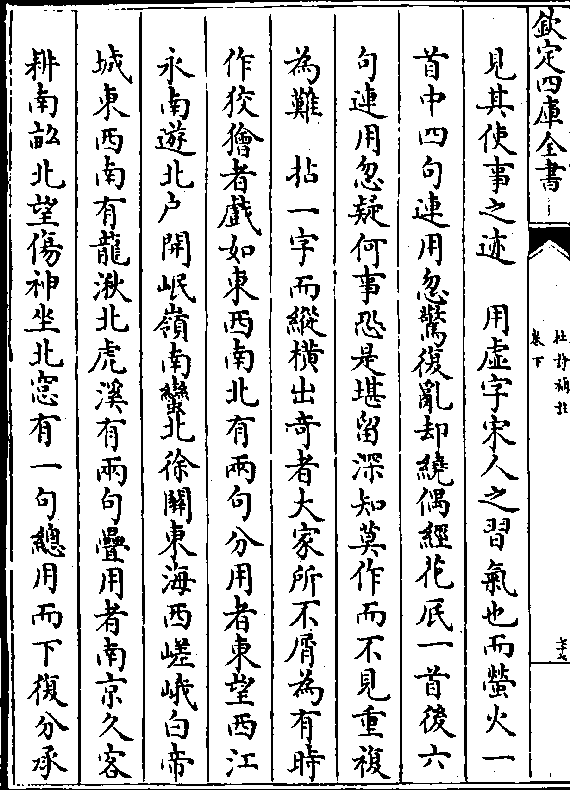 欽定四庫全書
杜詩攟
卷下
見其使事之迹　用虛字宋人之習氣也而螢火一
首中四句連用忽驚復亂却繞偶經花底一首後六
句連用忽疑何事恐是堪留深知莫作而不見重複
為難　拈一字而縱橫出奇者大家所不屑為有時
作狡獪者戲如東西南北有兩句分用者東望西江
永南遊北户開岷嶺南蠻北徐關東海西嵯峨白帝
城東西南有龍湫北虎溪有兩句疊用者南京久客
耕南畝北望傷神坐北窓有一句總用而下復分承